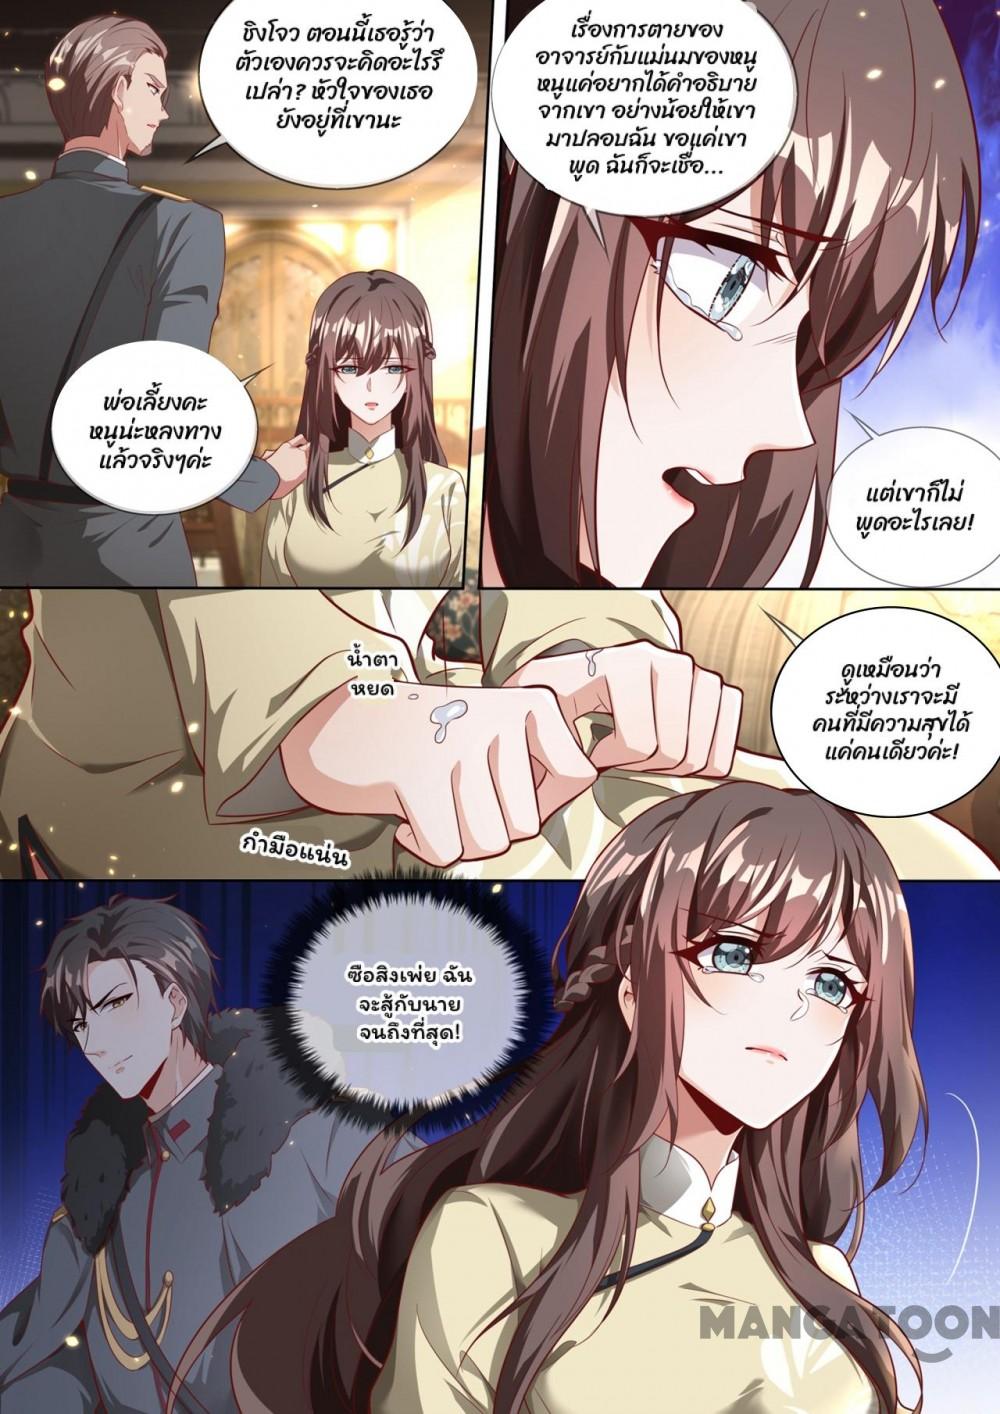 ชิงโจว ตอนนี้เธอรู้ว่า
ตัวเองควรจะคิดอะไรรึ
เปล่า? หัวใจของเธอ
ยังอยู่ที่เขานะ
พ่อเลี้ยงคะ
หนูน่ะหลงทาง
แล้วจริงๆค่ะ
เรื่องการตายของ
อาจารย์กับแม่นมของหนู
หนูแค่อยากได้คำอธิบาย
จากเขา อย่างน้อยให้เขา
มาปลอบฉัน ขอแค่เขา
พูด ฉันก็จะเชื่อ...
แต่เขาก็ไม่
พูดอะไรเลย!
น้ำตา
หยด
กำมือแน่น
ดูเหมือนว่า
ระหว่างเราจะมี
คนที่มีความสุขได้
แค่คนเดียวค่ะ!
ซือสิงเพ่ย ฉัน
จะสู้กับนาย
จนถึงที่สุด!
MANGATOON